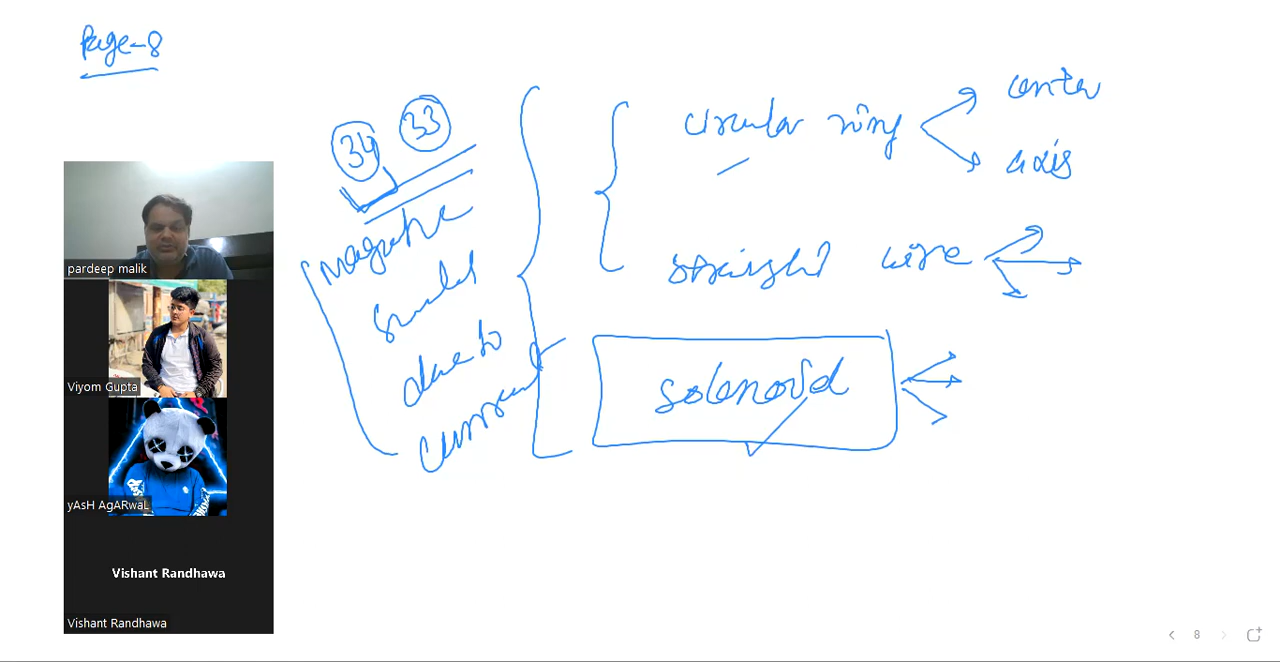 Page-8
34 33
magnetic
field
due to
current
circular ring
center
axis
straight wire
solenoid
pardeep malik
Viyom Gupta
yAsH AgARwaL
Vishant Randhawa
Vishant Randhawa
8